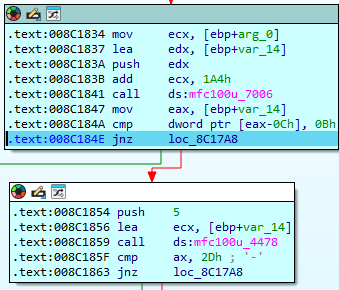 .text:008C1834 mov ecx, [ebp+arg_0]
.text:008C1837 lea edx, [ebp+var_14]
.text:008C183A push edx
.text:008C183B add ecx, 1A4h
.text:008C1841 call ds:mfc100u_7006
.text:008C1847 mov eax, [ebp+var_14]
.text:008C184A cmp dword ptr [eax-0Ch], 0Bh
.text:008C184E jnz loc_8C17A8
.text:008C1854 push 5
.text:008C1856 lea ecx, [ebp+var_14]
.text:008C1859 call ds:mfc100u_4478
.text:008C185F cmp ax, 2Dh ; '-'
.text:008C1863 jnz loc_8C17A8